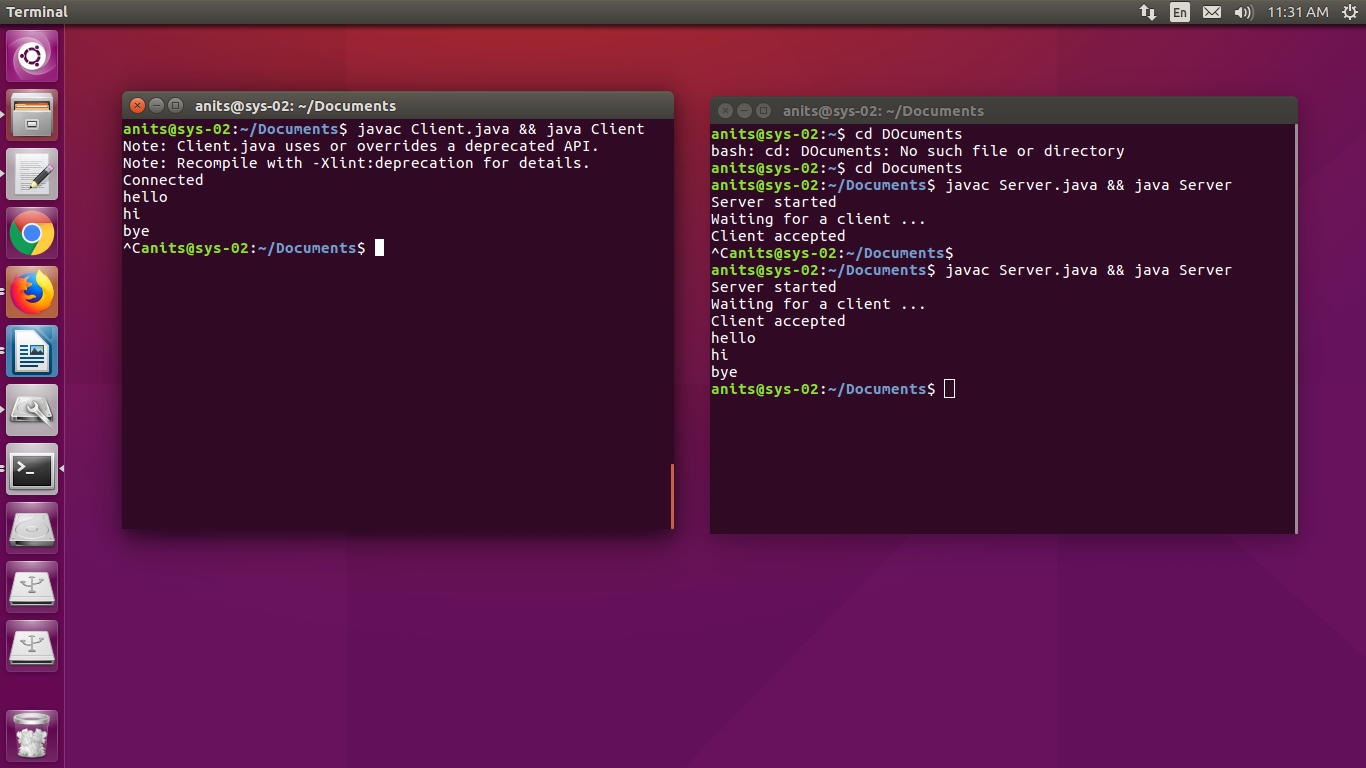 Terminal
En
11:31 AM
anits@sys-02: ~/Documents
anits@sys-02:~/Documents$ javac Client.java && java Client
Note: Client.java uses or overrides a deprecated API.
Note: Recompile with -Xlint:deprecation for details.
Connected
hello
hi
bye
^Canits@sys-02:~/Documents$
anits@sys-02: ~/Documents
anits@sys-02:~$ cd DOcuments
bash: cd: DOcuments: No such file or directory
anits@sys-02:~$ cd Documents
anits@sys-02:~/Documents$ javac Server.java && java Server
Server started
Waiting for a client ...
Client accepted
^Canits@sys-02:~/Documents$
anits@sys-02:~/Documents$ javac Server.java && java Server
Server started
Waiting for a client ...
Client accepted
hello
hi
bye
anits@sys-02:~/Documents$